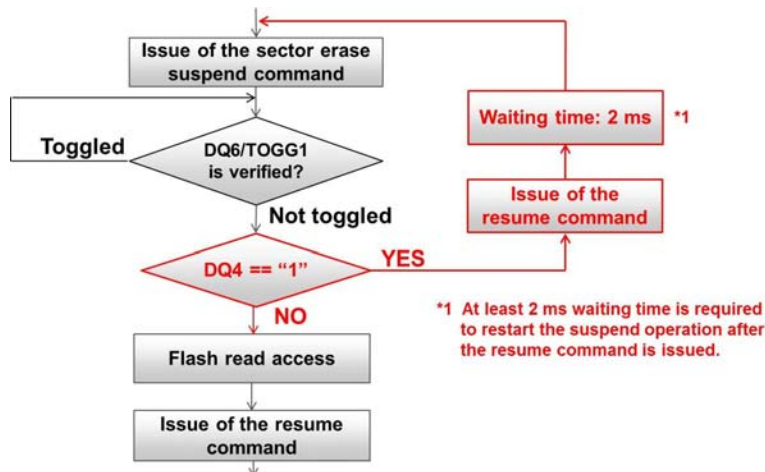 Issue of the sector erase
suspend command
Waiting time: 2 ms
*1
Toggled
DQ6/TOGG1
is verified?
Issue of the
resume command
Not toggled
DQ4 == “1”
YES
NO
*1 At least 2 ms waiting time is required
to restart the suspend operation after
the resume command is issued.
Flash read access
Issue of the resume
command